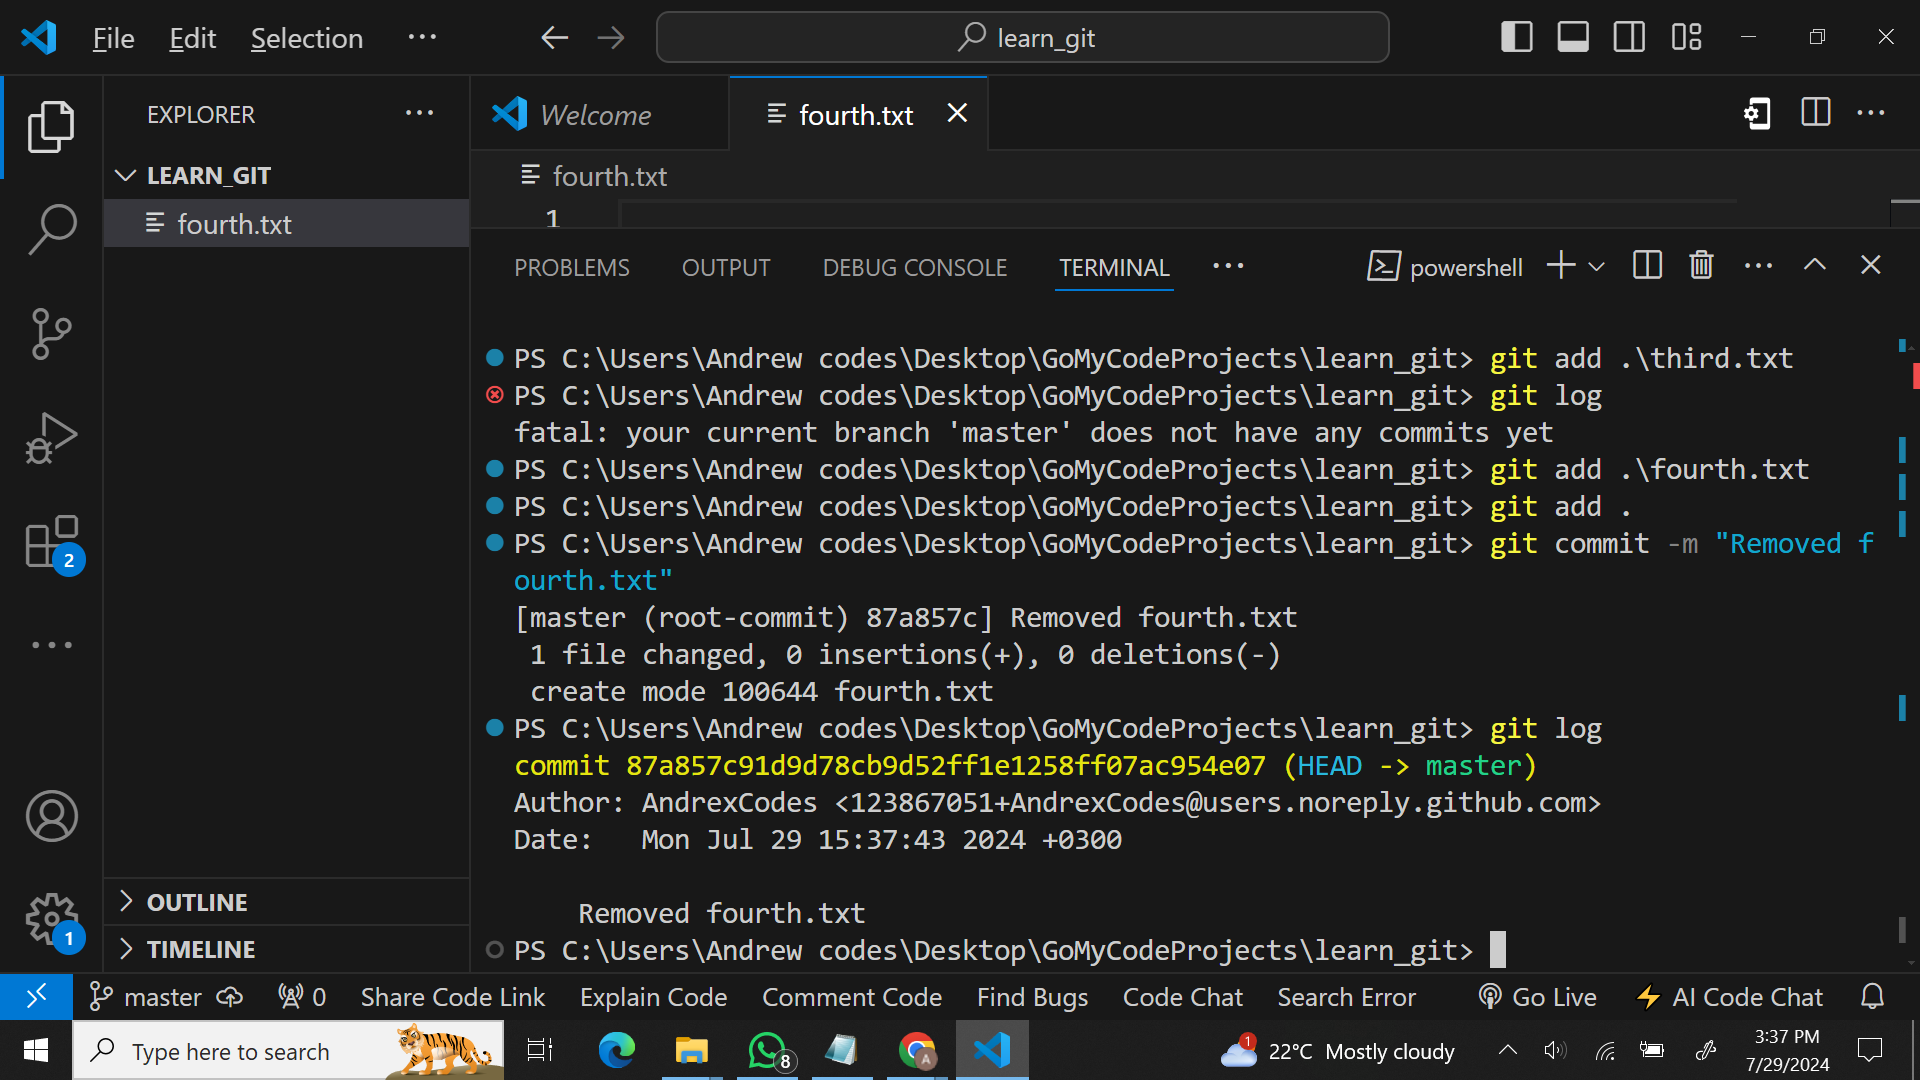 File Edit Selection ... learn_git
EXPLORER ...
Welcome
fourth.txt
LEARN_GIT
fourth.txt
fourth.txt
1
PROBLEMS OUTPUT DEBUG CONSOLE TERMINAL ... powershell
PS C:\Users\Andrew codes\Desktop\GoMyCodeProjects\learn_git> git add .\third.txt
PS C:\Users\Andrew codes\Desktop\GoMyCodeProjects\learn_git> git log
fatal: your current branch 'master' does not have any commits yet
PS C:\Users\Andrew codes\Desktop\GoMyCodeProjects\learn_git> git add .\fourth.txt
PS C:\Users\Andrew codes\Desktop\GoMyCodeProjects\learn_git> git add .
PS C:\Users\Andrew codes\Desktop\GoMyCodeProjects\learn_git> git commit -m "Removed f
ourth.txt"
[master (root-commit) 87a857c] Removed fourth.txt
1 file changed, 0 insertions(+), 0 deletions(-)
create mode 100644 fourth.txt
PS C:\Users\Andrew codes\Desktop\GoMyCodeProjects\learn_git> git log
commit 87a857c91d9d78cb9d52ff1e1258ff07ac954e07 (HEAD -> master)
Author: AndrexCodes <123867051+AndrexCodes@users.noreply.github.com>
Date:   Mon Jul 29 15:37:43 2024 +0300
Removed fourth.txt
PS C:\Users\Andrew codes\Desktop\GoMyCodeProjects\learn_git>
2
1
OUTLINE
TIMELINE
master 0 Share Code Link Explain Code Comment Code Find Bugs Code Chat Search Error Go Live AI Code Chat
Type here to search
8
A
1
22°C Mostly cloudy
3:37 PM
7/29/2024